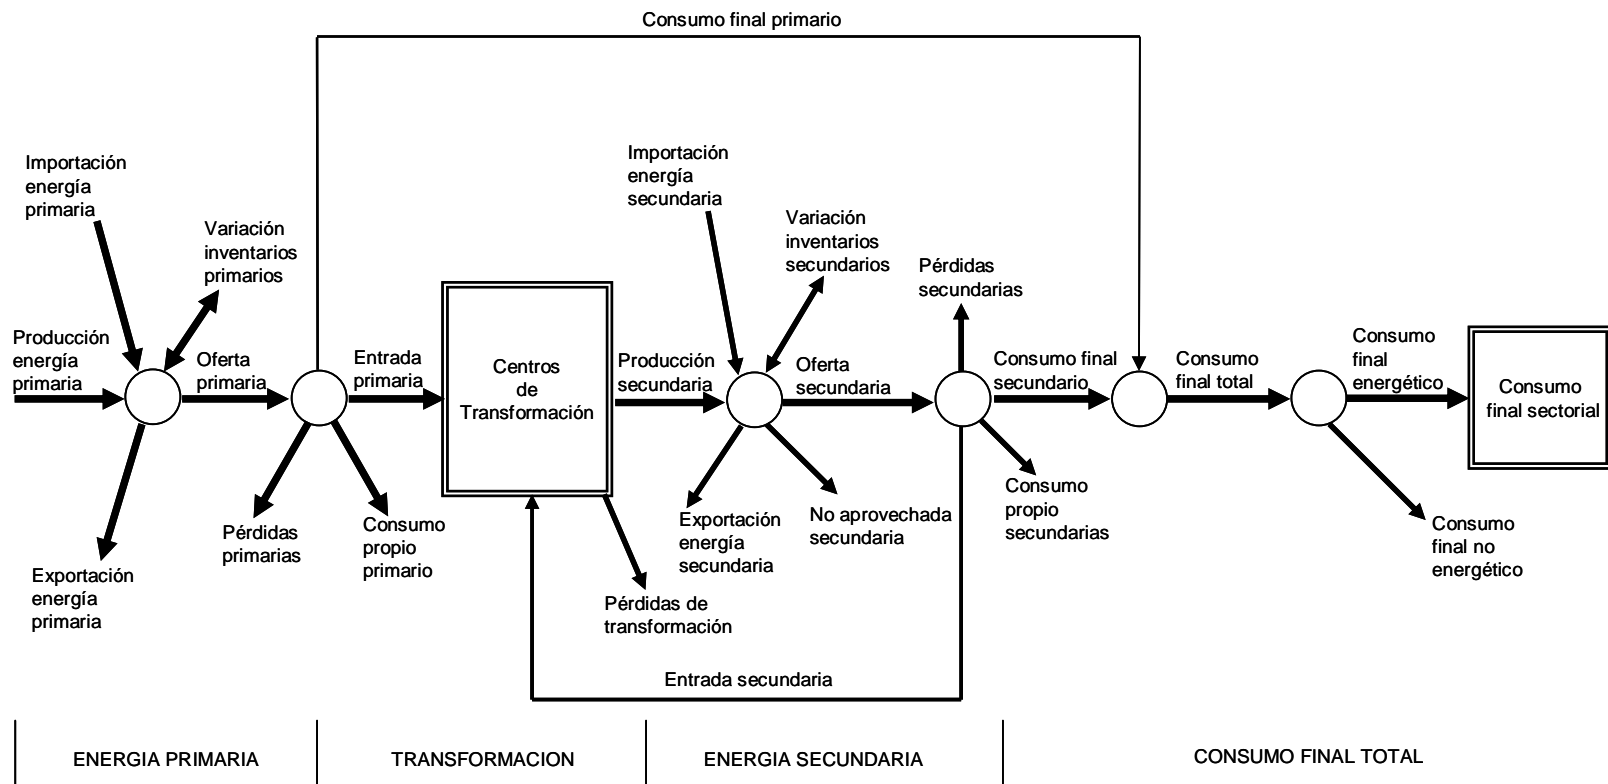 Consumo final primario
Importación
energía
primaria
Variación
inventarios
primarios
Producción
energía
primaria
Oferta
primaria
Entrada
primaria
Centros
de
Transformación
Exportación
energía
primaria
Pérdidas
primarias
Consumo
propio
primario
Pérdidas de
transformación
Importación
energía
secundaria
Variación
inventarios
secundarios
Pérdidas
secundarias
Producción
secundaria
Oferta
secundaria
Exportación
energía
secundaria
No aprovechada
secundaria
Consumo
propio
secundarias
Entrada secundaria
Consumo final
secundario
Consumo
final total
Consumo
final
energético
Consumo
final sectorial
Consumo
final no
energético
ENERGIA PRIMARIA
TRANSFORMACION
ENERGIA SECUNDARIA
CONSUMO FINAL TOTAL